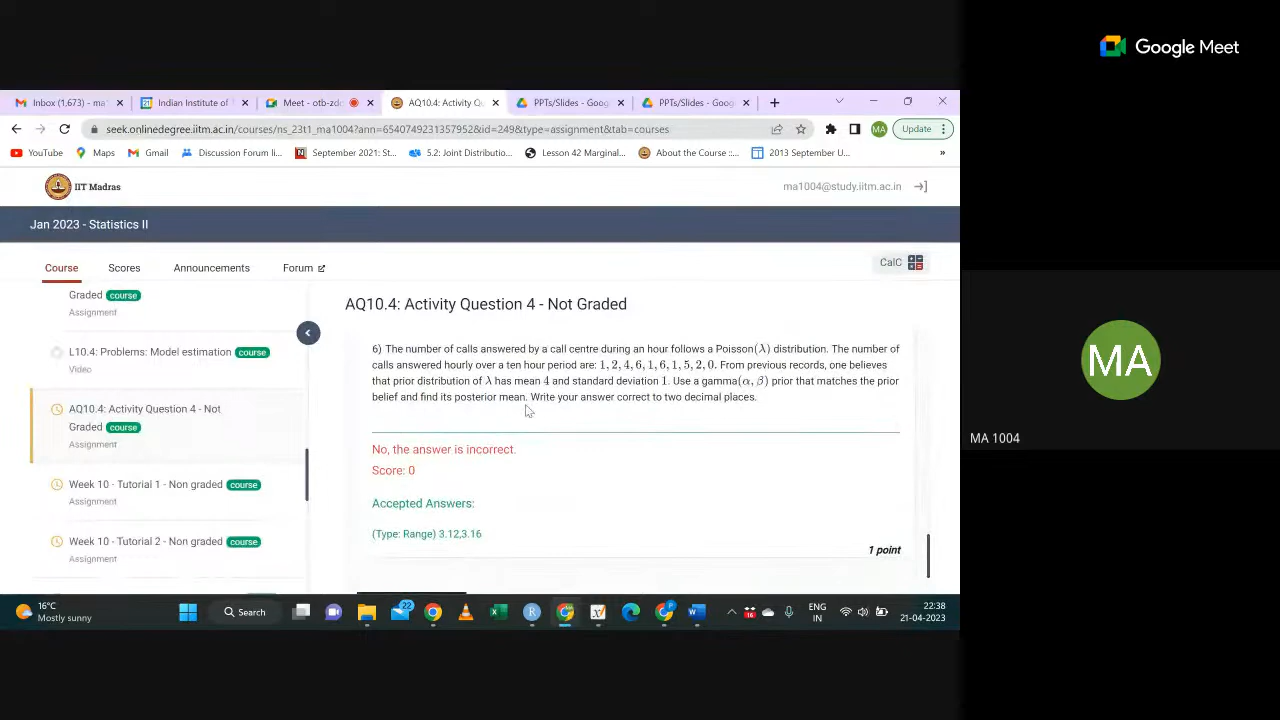 Google Meet
Inbox (1,673) - ma
Indian Institute of
Meet - otb-zdc
AQ10.4: Activity Qu
PPTs/Slides - Goog
PPTs/Slides - Goog
seek.onlinedegree.iitm.ac.in/courses/ns_23t1_ma1004?ann=6540749231357952&id=249&type=assignment&tab=courses
MA
Update
YouTube
Maps
Gmail
Discussion Forum li...
September 2021: St...
5.2: Joint Distributio...
Lesson 42 Marginal...
About the Course ::...
2013 September U...
»
IIT Madras
ma1004@study.iitm.ac.in
Jan 2023 - Statistics II
Course
Scores
Announcements
Forum
CalC
Graded course
Assignment
L10.4: Problems: Model estimation course
Video
AQ10.4: Activity Question 4 - Not
Graded course
Assignment
Week 10 - Tutorial 1 - Non graded course
Assignment
Week 10 - Tutorial 2 - Non graded course
Assignment
AQ10.4: Activity Question 4 - Not Graded
6) The number of calls answered by a call centre during an hour follows a Poisson(λ) distribution. The number of
calls answered hourly over a ten hour period are: 1, 2, 4, 6, 1, 6, 1, 5, 2, 0. From previous records, one believes
that prior distribution of λ has mean 4 and standard deviation 1. Use a gamma(α, β) prior that matches the prior
belief and find its posterior mean. Write your answer correct to two decimal places.
No, the answer is incorrect.
Score: 0
Accepted Answers:
(Type: Range) 3.12,3.16
1 point
MA
MA 1004
16°C
Mostly sunny
Search
22
16
ENG
IN
22:38
21-04-2023